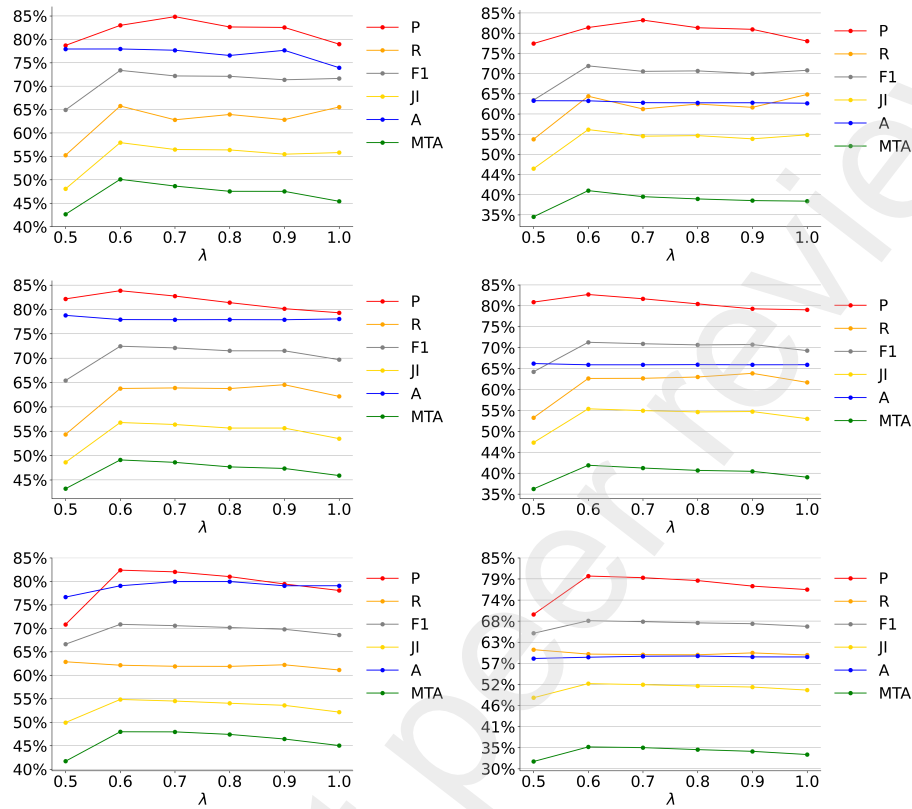 85%
80%
75%
70%
65%
60%
55%
50%
45%
40%
0.5 0.6 0.7 0.8 0.9 1.0
λ
P
R
F1
JI
A
MTA
85%
80%
75%
70%
65%
60%
55%
50%
44%
40%
35%
0.5 0.6 0.7 0.8 0.9 1.0
λ
P
R
F1
JI
A
MTA
85%
80%
75%
70%
65%
60%
55%
50%
45%
0.5 0.6 0.7 0.8 0.9 1.0
λ
P
R
F1
JI
A
MTA
85%
80%
75%
70%
65%
60%
55%
50%
45%
40%
35%
0.5 0.6 0.7 0.8 0.9 1.0
λ
P
R
F1
JI
A
MTA
85%
80%
75%
70%
65%
60%
55%
50%
45%
40%
0.5 0.6 0.7 0.8 0.9 1.0
λ
P
R
F1
JI
A
MTA
85%
79%
74%
68%
63%
57%
52%
46%
41%
35%
30%
0.5 0.6 0.7 0.8 0.9 1.0
λ
P
R
F1
JI
A
MTA
t peer review